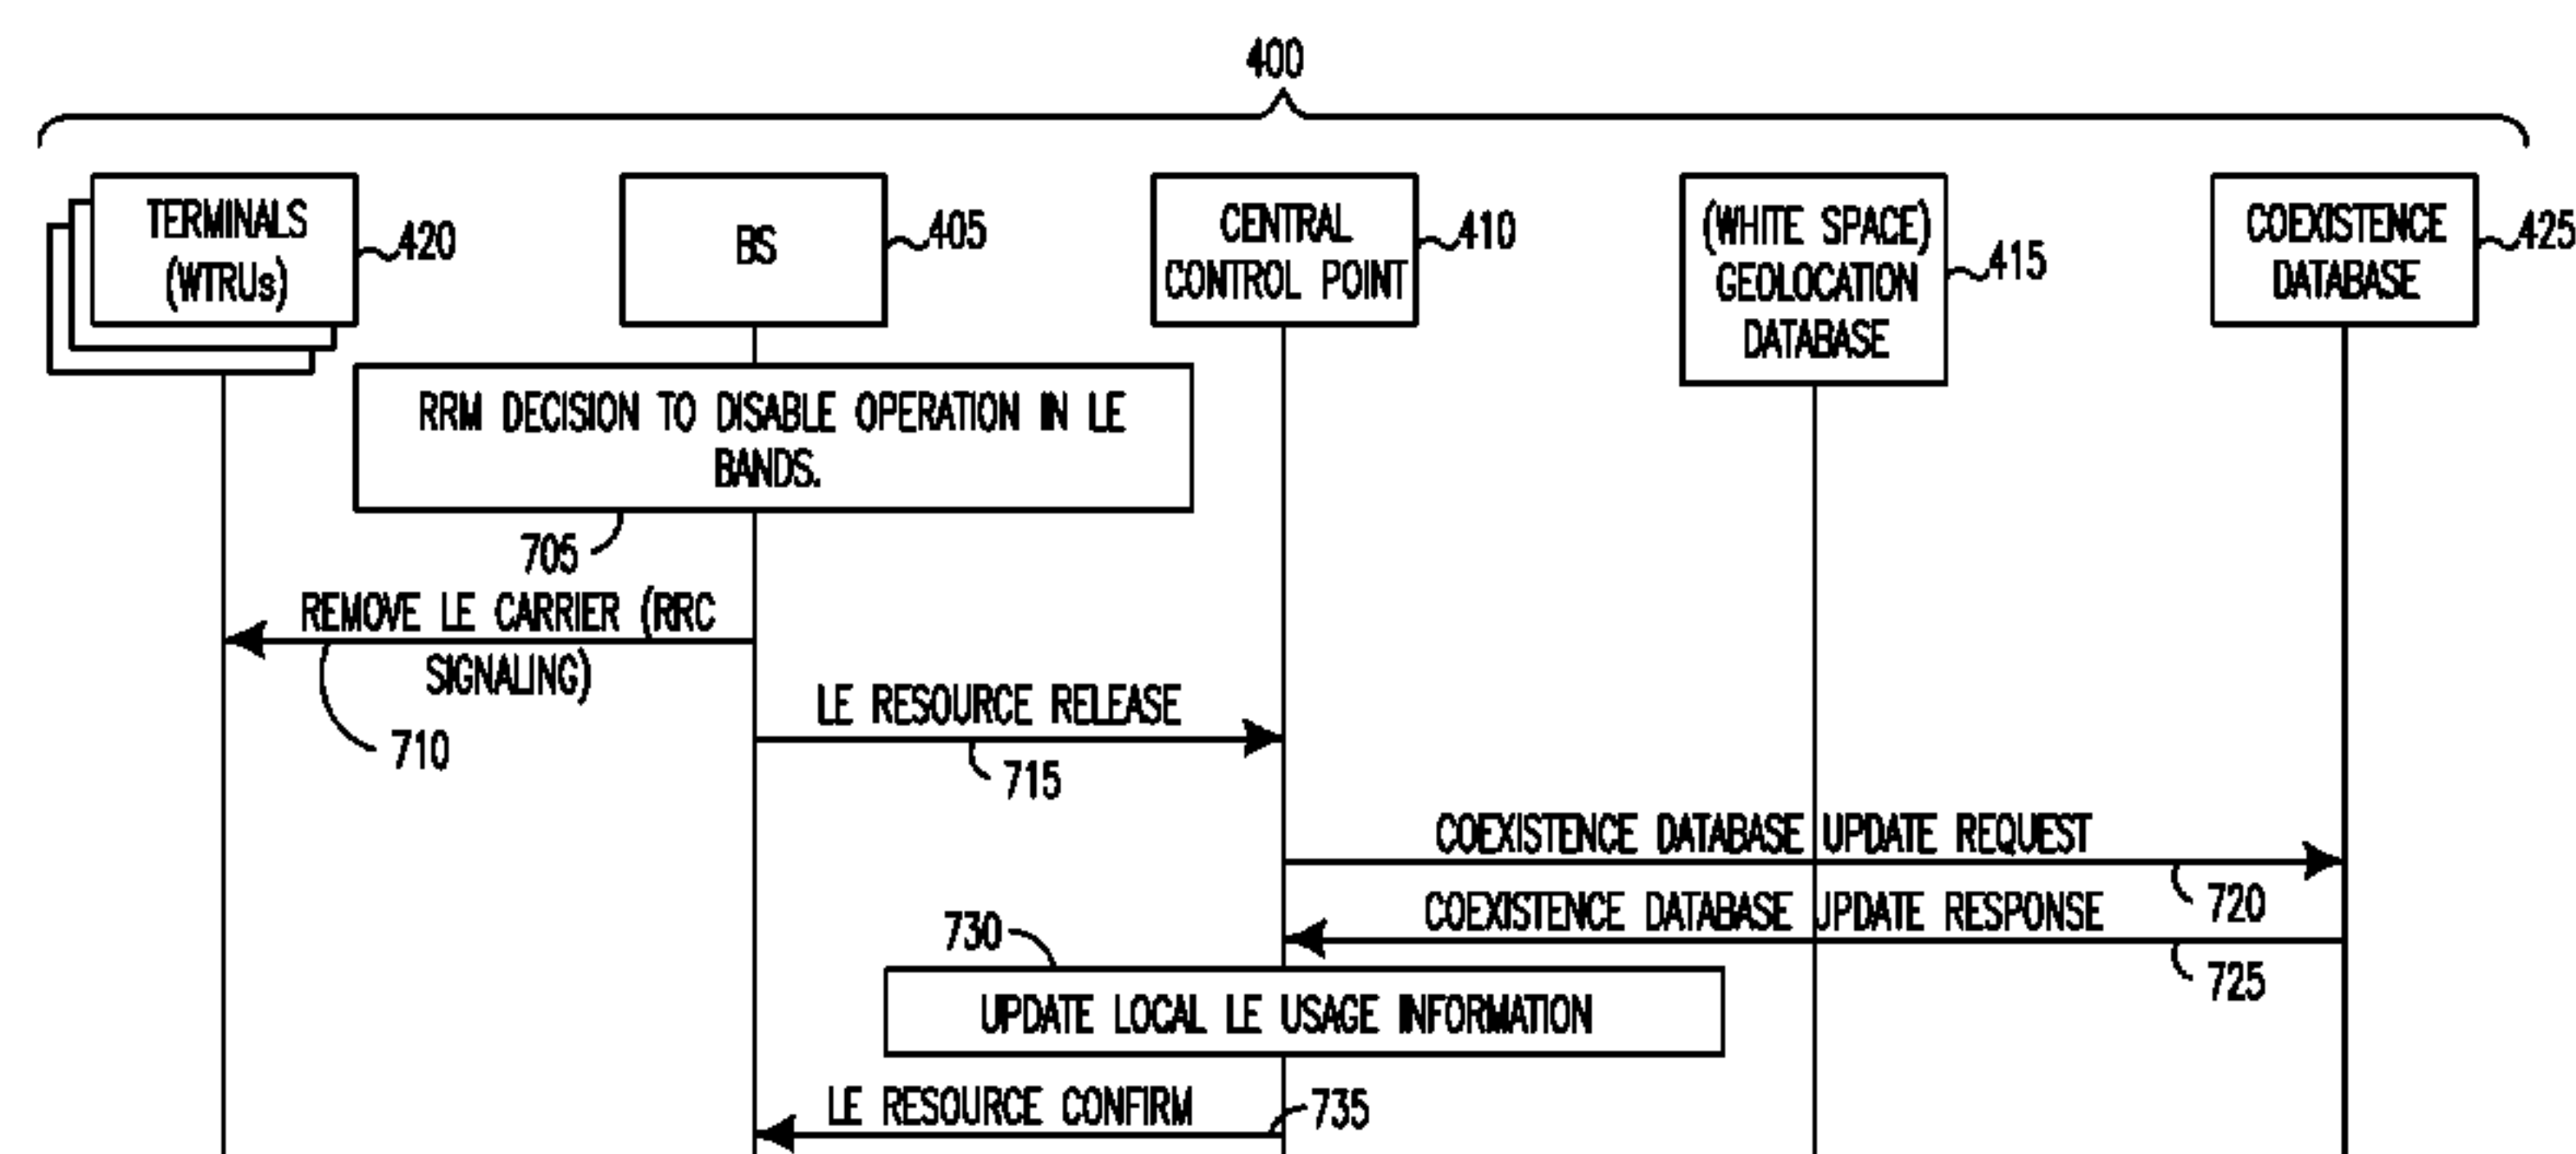 400
TERMINALS
(WTRUs)
420
BS
405
CENTRAL
CONTROL POINT
410
(WHITE SPACE)
GEOLOCATION
DATABASE
415
COEXISTENCE
DATABASE
425
RRM DECISION TO DISABLE OPERATION IN LE
BANDS.
705
REMOVE LE CARRIER (RRC
SIGNALING)
710
LE RESOURCE RELEASE
715
COEXISTENCE DATABASE UPDATE REQUEST
720
COEXISTENCE DATABASE UPDATE RESPONSE
725
730
UPDATE LOCAL LE USAGE INFORMATION
LE RESOURCE CONFIRM
735